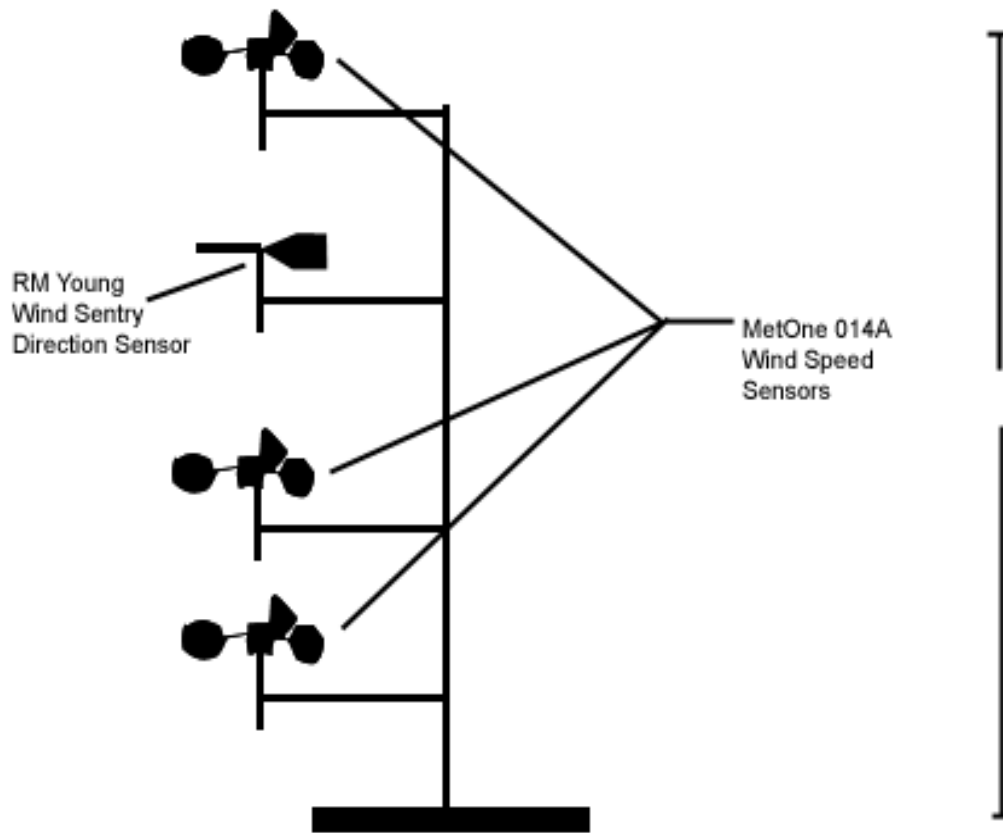 RM Young
Wind Sentry
Direction Sensor
MetOne 014A
Wind Speed
Sensors